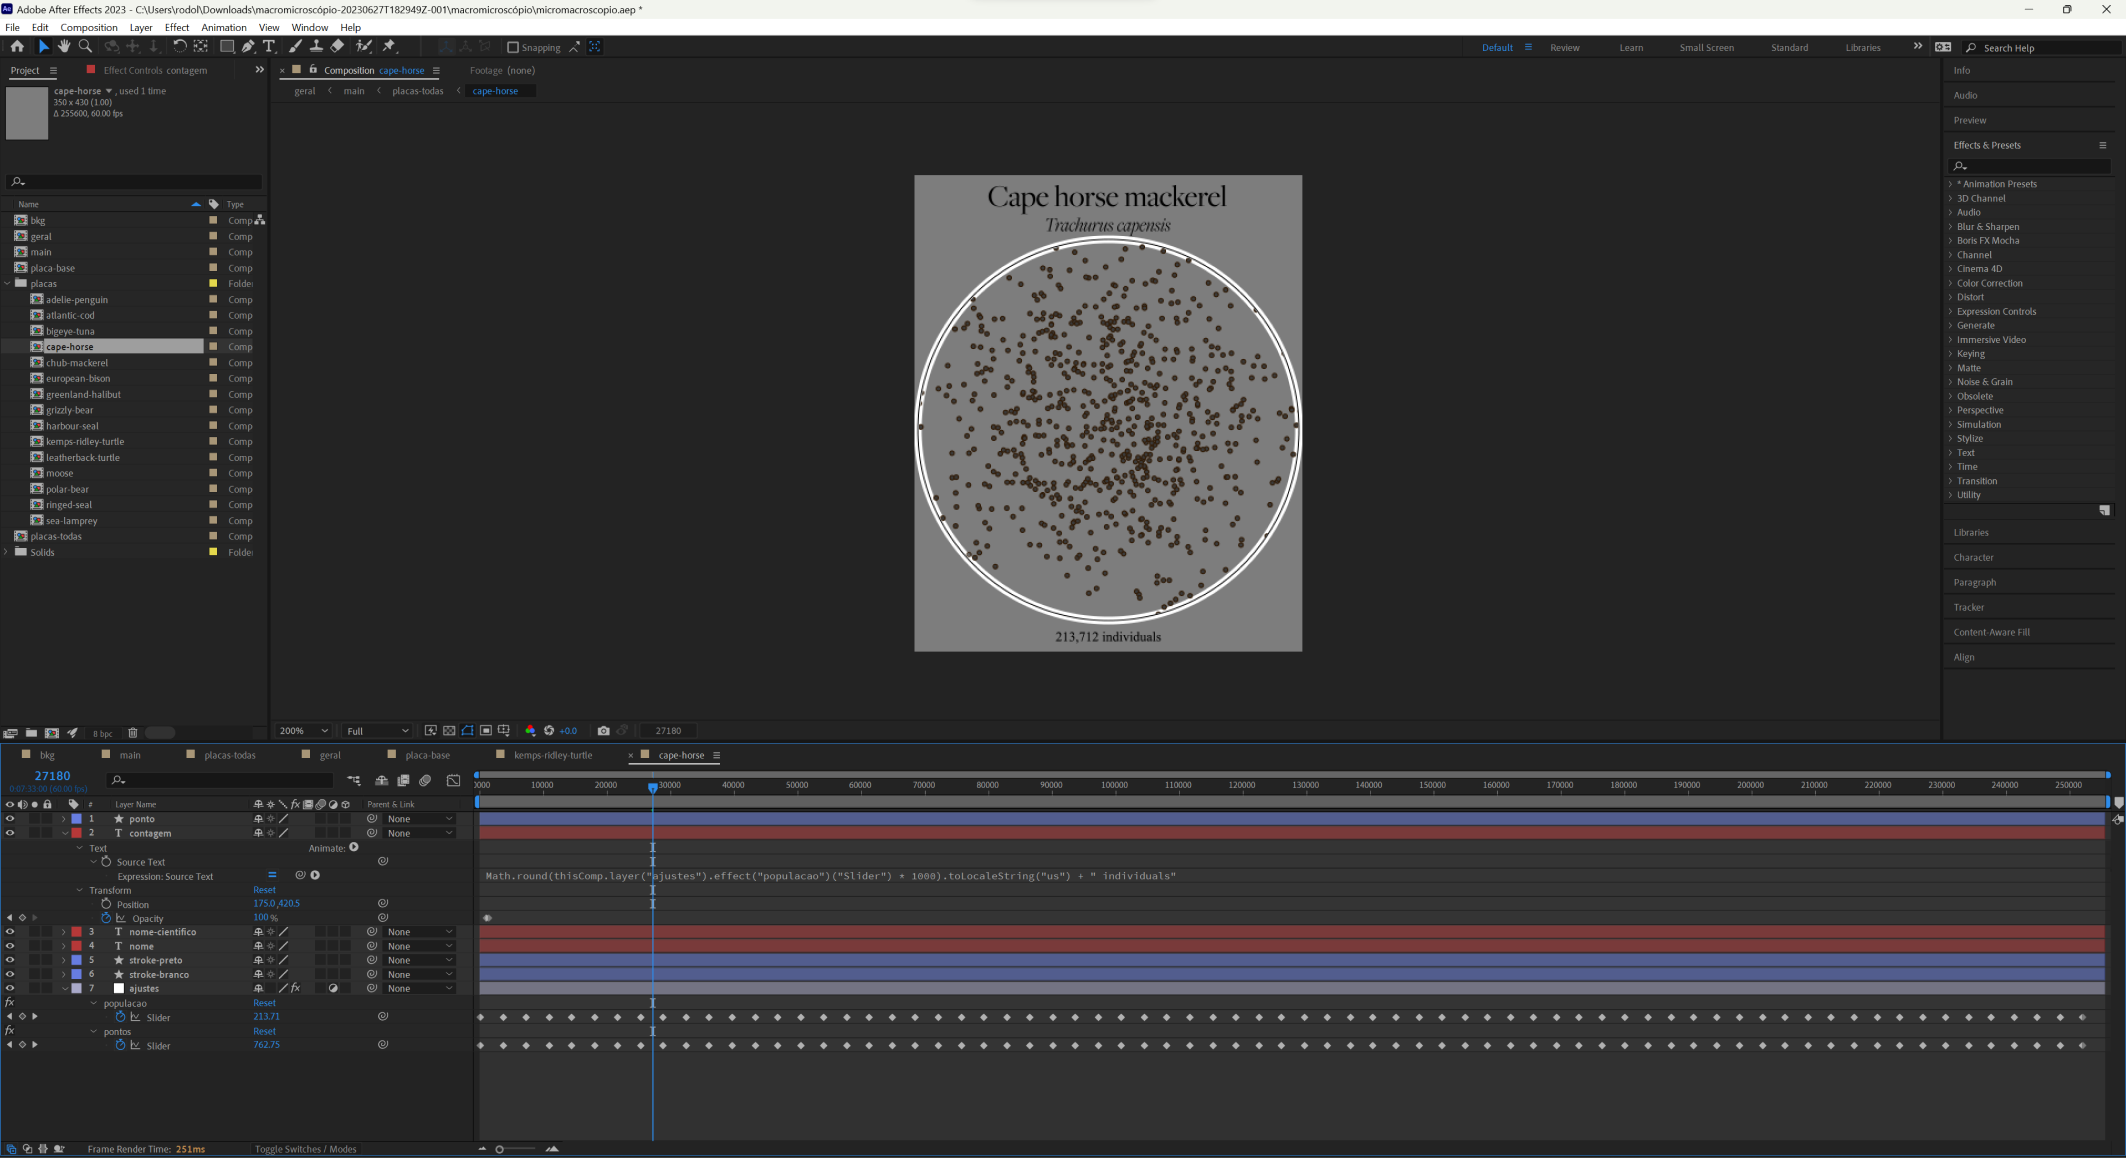 Adobe After Effects 2023 - C:\Users\rodol\Downloads\macromicroscópio-20230627T182949Z-001\macromicroscópio\micromacroscopio.aep *
File Edit Composition Layer Effect Animation View Window Help
Snapping
Default Review Learn Small Screen Standard Libraries Search Help
Project Effect Controls contagem
cape-horse , used 1 time
350 x 430 (1.00)
Δ 255600, 60.00 fps
Name Type
bkg Comp
geral Comp
main Comp
placa-base Comp
placas Folder
adelie-penguin Comp
atlantic-cod Comp
bigeye-tuna Comp
cape-horse Comp
chub-mackerel Comp
european-bison Comp
greenland-halibut Comp
grizzly-bear Comp
harbour-seal Comp
kemps-ridley-turtle Comp
leatherback-turtle Comp
moose Comp
polar-bear Comp
ringed-seal Comp
sea-lamprey Comp
placas-todas Comp
Solids Folder
8 bpc
Composition cape-horse Footage (none)
geral main placas-todas cape-horse
Cape horse mackerel
Trachurus capensis
213,712 individuals
200% Full +0.0 27180
Info
Audio
Preview
Effects & Presets
* Animation Presets
3D Channel
Audio
Blur & Sharpen
Boris FX Mocha
Channel
Cinema 4D
Color Correction
Distort
Expression Controls
Generate
Immersive Video
Keying
Matte
Noise & Grain
Obsolete
Perspective
Simulation
Stylize
Text
Time
Transition
Utility
Libraries
Character
Paragraph
Tracker
Content-Aware Fill
Align
bkg main placas-todas geral placa-base kemps-ridley-turtle cape-horse
27180
0:07:33:00 (60.00 fps)
10000 20000 30000 40000 50000 60000 70000 80000 90000 100000 110000 120000 130000 140000 150000 160000 170000 180000 190000 200000 210000 220000 230000 240000 250000
# Layer Name fx Parent & Link
1 ponto None
2 T contagem None
Text Animate:
Source Text
Expression: Source Text Math.round(thisComp.layer("ajustes").effect("populacao")("Slider") * 1000).toLocaleString("us") + " individuals"
Transform Reset
Position 175.0,420.5
Opacity 100 %
3 T nome-cientifico None
4 T nome None
5 stroke-preto None
6 stroke-branco None
7 ajustes fx None
fx populacao Reset
Slider 213.71
fx pontos Reset
Slider 762.75
Frame Render Time: 251ms Toggle Switches / Modes